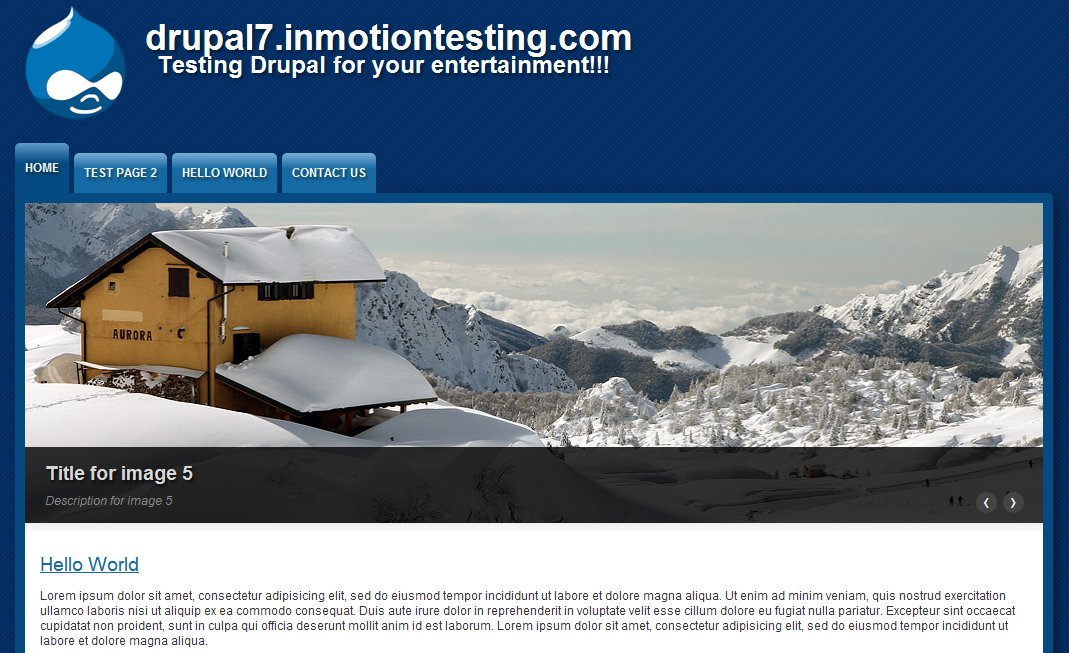 drupal7.inmotiontesting.com
Testing Drupal for your entertainment!!!
HOME TEST PAGE 2 HELLO WORLD CONTACT US
AURORA
Title for image 5
Description for image 5
Hello World
Lorem ipsum dolor sit amet, consectetur adipisicing elit, sed do eiusmod tempor incididunt ut labore et dolore magna aliqua. Ut enim ad minim veniam, quis nostrud exercitation
ullamco laboris nisi ut aliquip ex ea commodo consequat. Duis aute irure dolor in reprehenderit in voluptate velit esse cillum dolore eu fugiat nulla pariatur. Excepteur sint occaecat
cupidatat non proident, sunt in culpa qui officia deserunt mollit anim id est laborum. Lorem ipsum dolor sit amet, consectetur adipisicing elit, sed do eiusmod tempor incididunt ut
labore et dolore magna aliqua.